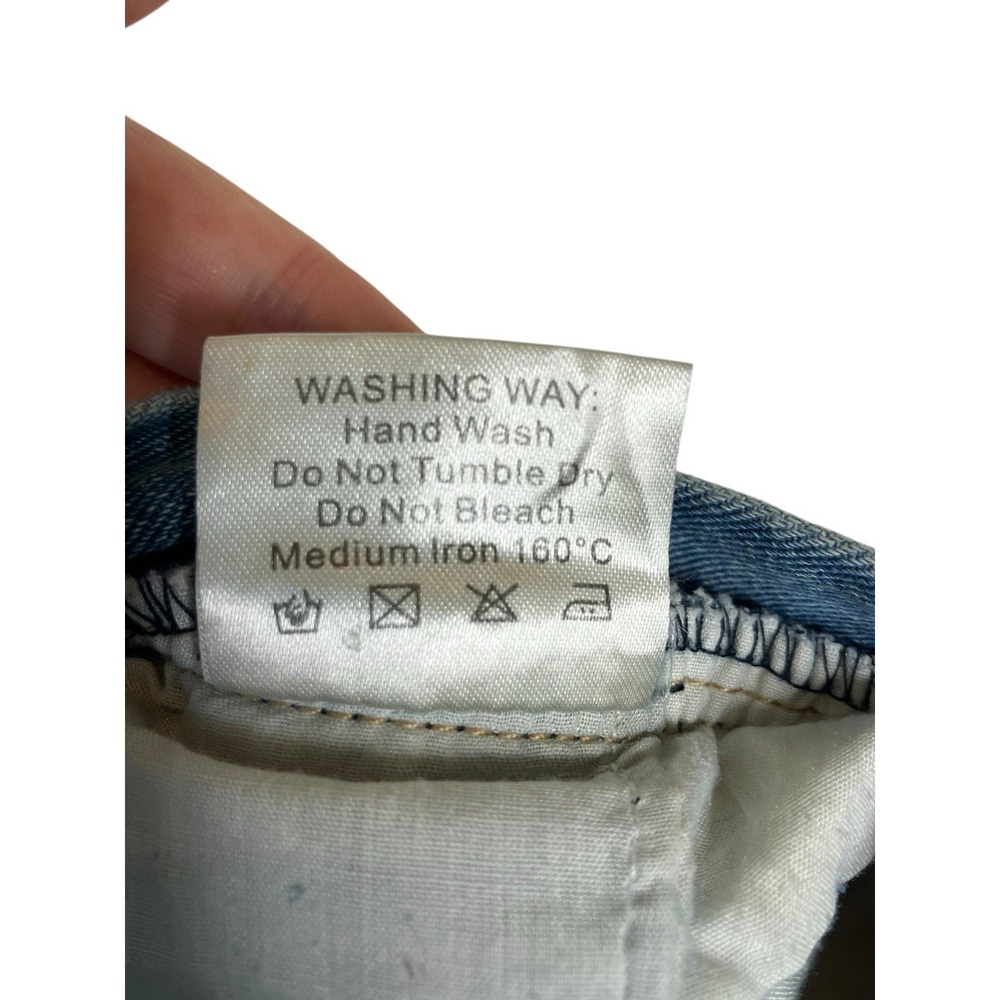 WASHING WAY:
Hand Wash
Do Not Tumble Dry
Do Not Bleach
Medium Iron 160°C